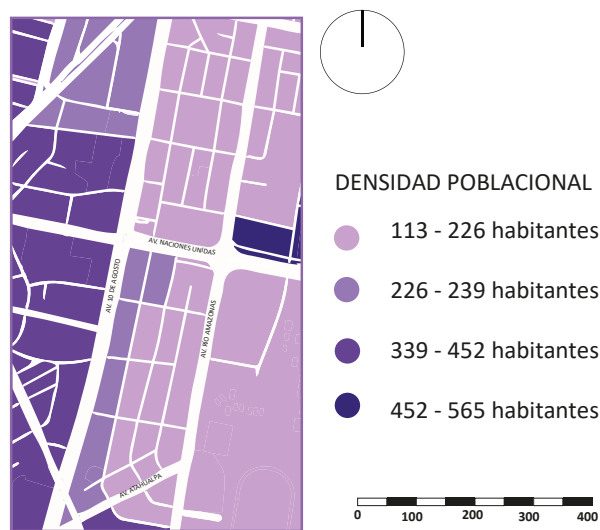 AV. NACIONES UNIDAS
AV. 10 DE AGOSTO
AV. RIO AMAZONAS
AV. ATAHUALPA
DENSIDAD POBLACIONAL
113 - 226 habitantes
226 - 239 habitantes
339 - 452 habitantes
452 - 565 habitantes
0 100 200 300 400